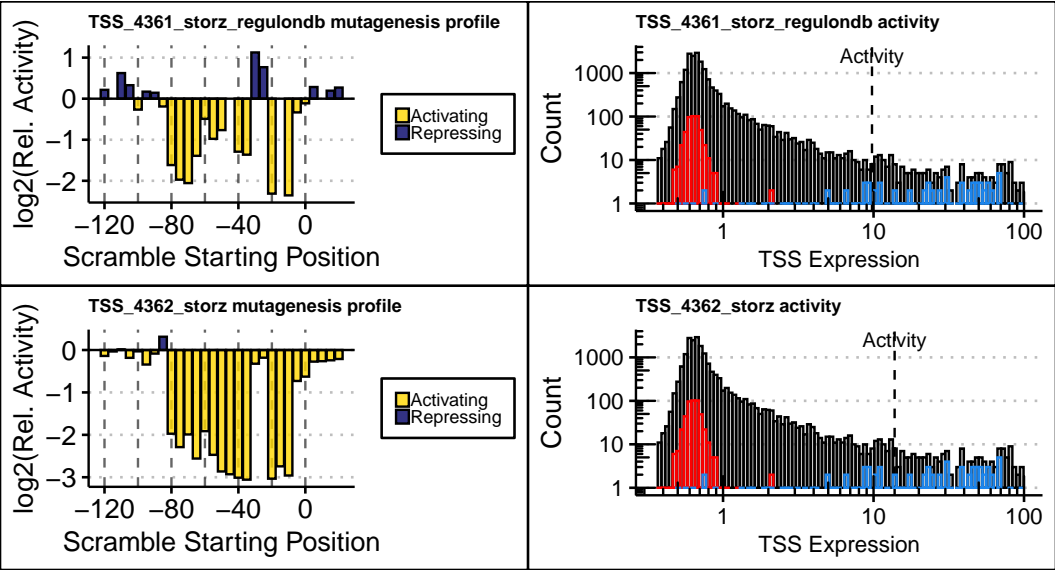 TSS_4361_storz_regulondb mutagenesis profile
log2(Rel. Activity)
1
0
−1
−2
−120
−80
−40
0
Scramble Starting Position
Activating
Repressing
TSS_4361_storz_regulondb activity
Activity
Count
1000
100
10
1
1
10
100
TSS Expression
TSS_4362_storz mutagenesis profile
log2(Rel. Activity)
0
−1
−2
−3
−120
−80
−40
0
Scramble Starting Position
Activating
Repressing
TSS_4362_storz activity
Activity
Count
1000
100
10
1
1
10
100
TSS Expression